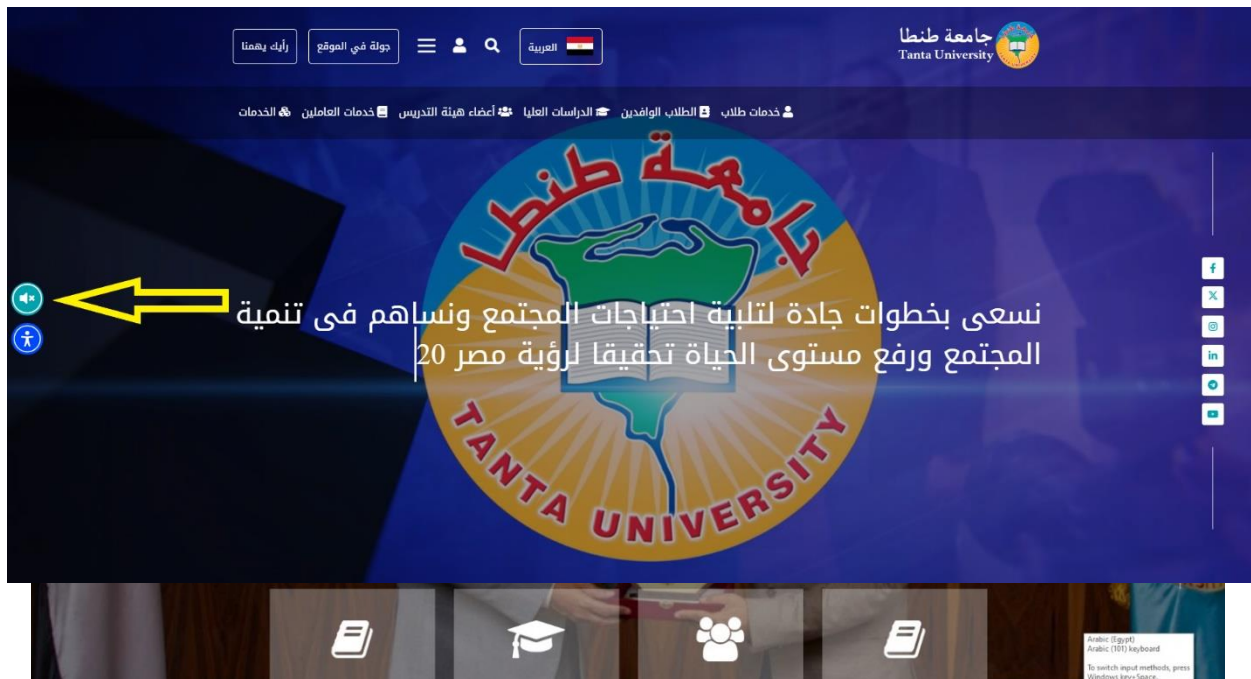 جامعة طنطا
Tanta University
العربية
جولة في الموقع
رأيك يهمنا
خدمات طلاب
الطلاب الوافدين
الدراسات العليا
أعضاء هيئة التدريس
خدمات العاملين
الخدمات
جامعة طنطا
نسعى بخطوات جادة لتلبية احتياجات المجتمع ونساهم فى تنمية
المجتمع ورفع مستوى الحياة تحقيقا لرؤية مصر 20
TANTA UNIVERSITY
Arabic (Egypt)
Arabic (101) keyboard
To switch input methods, press
Windows key+Space.